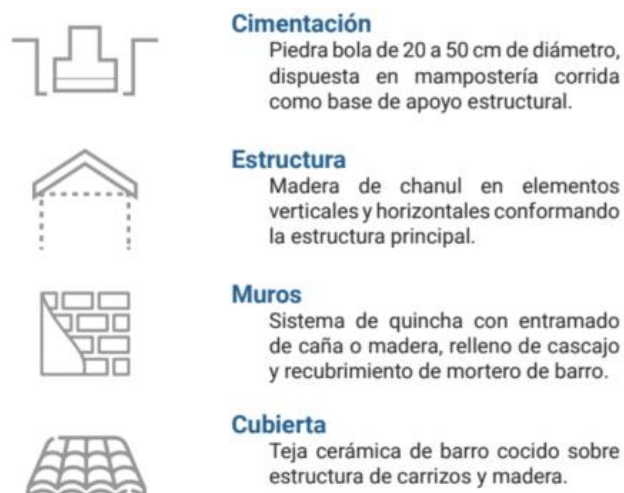 Cimentación
Piedra bola de 20 a 50 cm de diámetro,
dispuesta en mampostería corrida
como base de apoyo estructural.
Estructura
Madera de chanul en elementos
verticales y horizontales conformando
la estructura principal.
Muros
Sistema de quincha con entramado
de caña o madera, relleno de cascajo
y recubrimiento de mortero de barro.
Cubierta
Teja cerámica de barro cocido sobre
estructura de carrizos y madera.